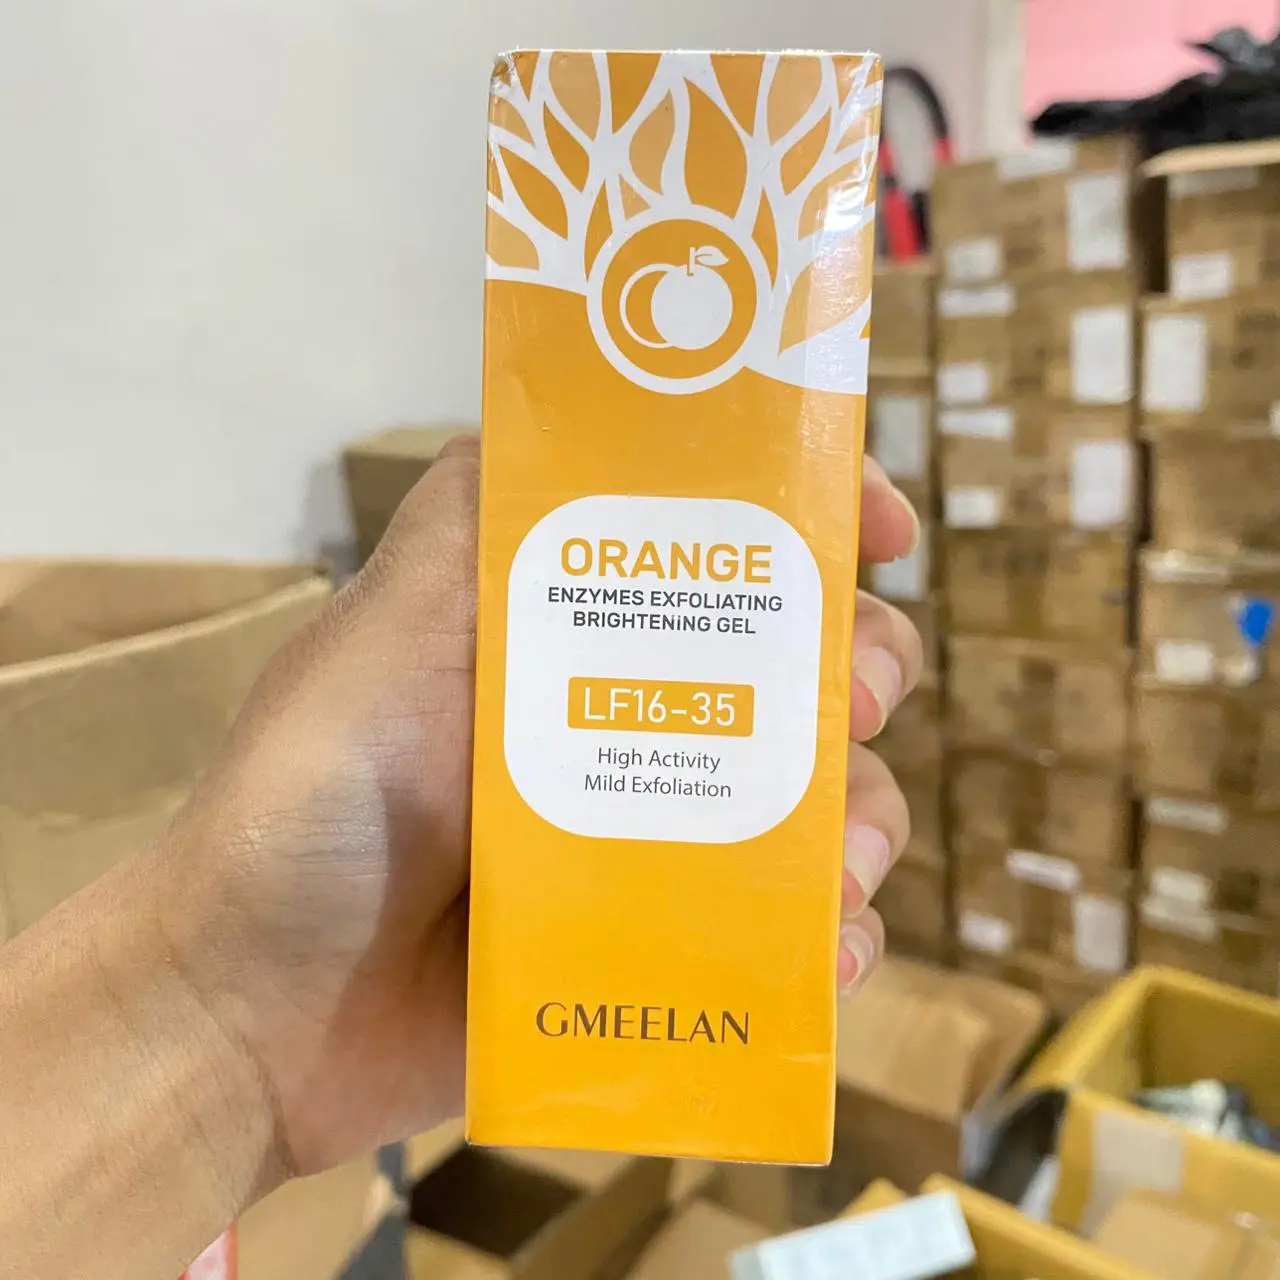 ORANGE
ENZYMES EXFOLIATING
BRIGHTENiNG GEL
LF16-35
High Activity
Mild Exfoliation
GMEELAN